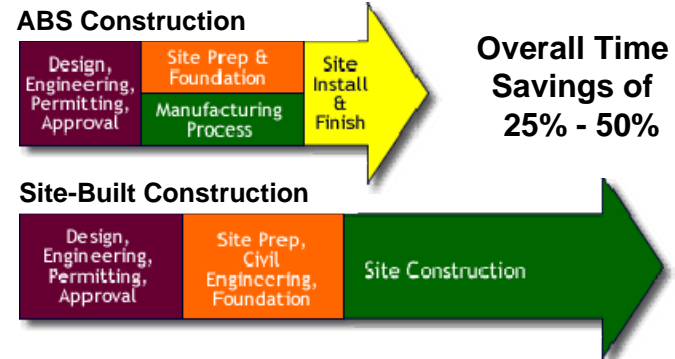 ABS Construction
Design,
Engineering,
Permitting,
Approval
Site Prep &
Foundation
Manufacturing
Process
Site
Install
&
Finish
Overall Time
Savings of
25% - 50%
Site-Built Construction
Design,
Engineering,
Permitting,
Approval
Site Prep,
Civil
Engineering,
Foundation
Site Construction